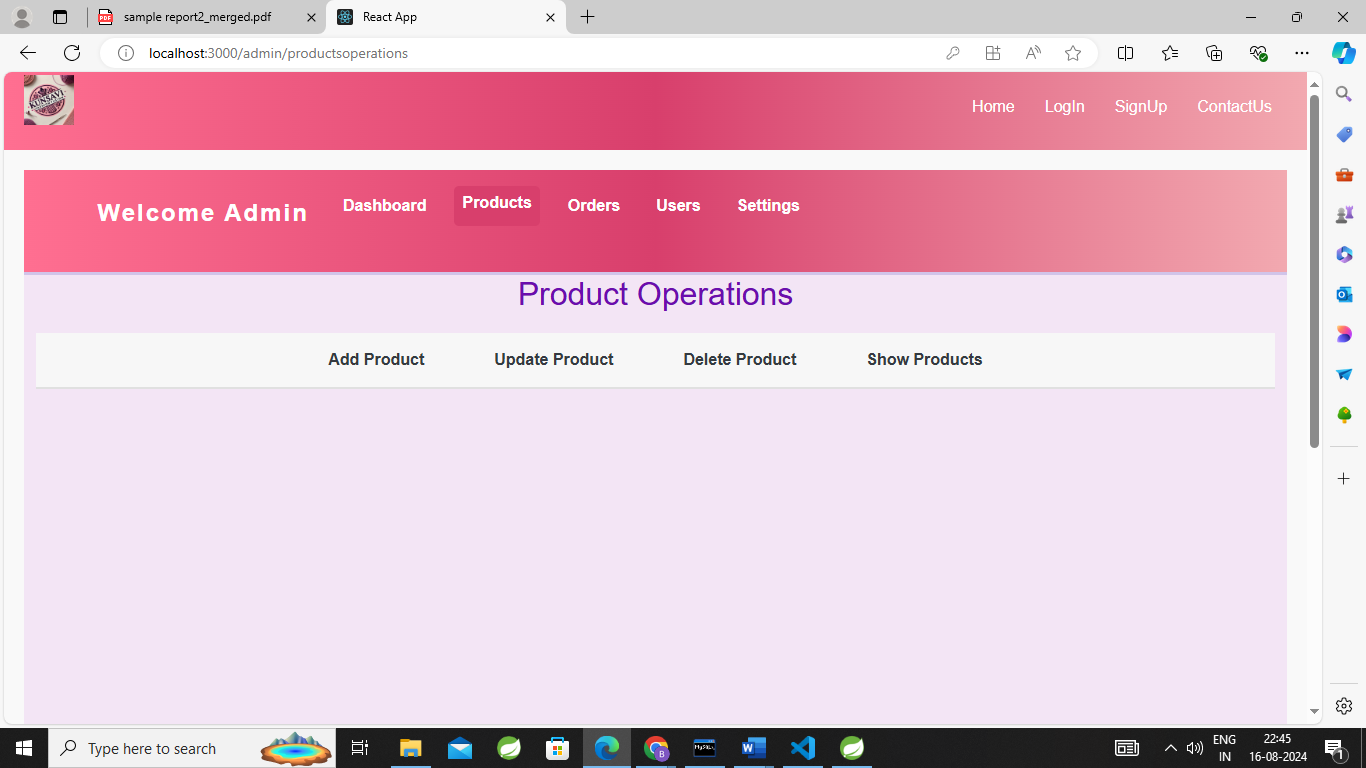 sample report2_merged.pdf
React App
localhost:3000/admin/productsoperations
KUNSAVI
Home LogIn SignUp ContactUs
Welcome Admin Dashboard Products Orders Users Settings
Product Operations
Add Product Update Product Delete Product Show Products
Type here to search
ENG
IN
22:45
16-08-2024
1